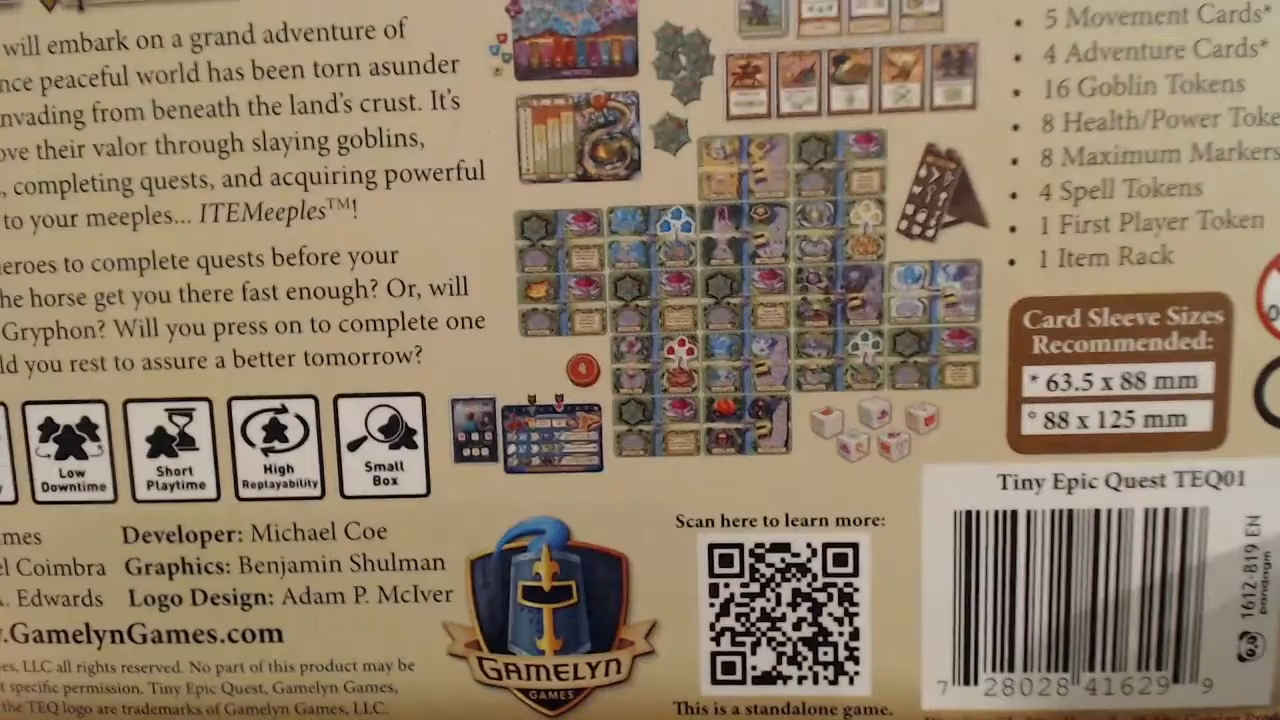 will embark on a grand adventure of
nce peaceful world has been torn asunder
nvading from beneath the land's crust. It's
ove their valor through slaying goblins,
, completing quests, and acquiring powerful
to your meeples... ITEMeeples™!
eroes to complete quests before your
he horse get you there fast enough? Or, will
Gryphon? Will you press on to complete one
ld you rest to assure a better tomorrow?
Low
Downtime
Short
Playtime
High
Replayability
Small
Box
mes Developer: Michael Coe
el Coimbra Graphics: Benjamin Shulman
. Edwards Logo Design: Adam P. McIver
.GamelynGames.com
es, LLC all rights reserved. No part of this product may be
t specific permission. Tiny Epic Quest, Gamelyn Games,
the TEQ logo are trademarks of Gamelyn Games, LLC.
GAMELYN
GAMES
Scan here to learn more:
This is a standalone game.
• 5 Movement Cards*
• 4 Adventure Cards*
• 16 Goblin Tokens
• 8 Health/Power Toke
• 8 Maximum Markers
• 4 Spell Tokens
• 1 First Player Token
• 1 Item Rack
Card Sleeve Sizes
Recommended:
* 63.5 x 88 mm
° 88 x 125 mm
Tiny Epic Quest TEQ01
7 28028 41629 9
1612-819 EN
pandagm